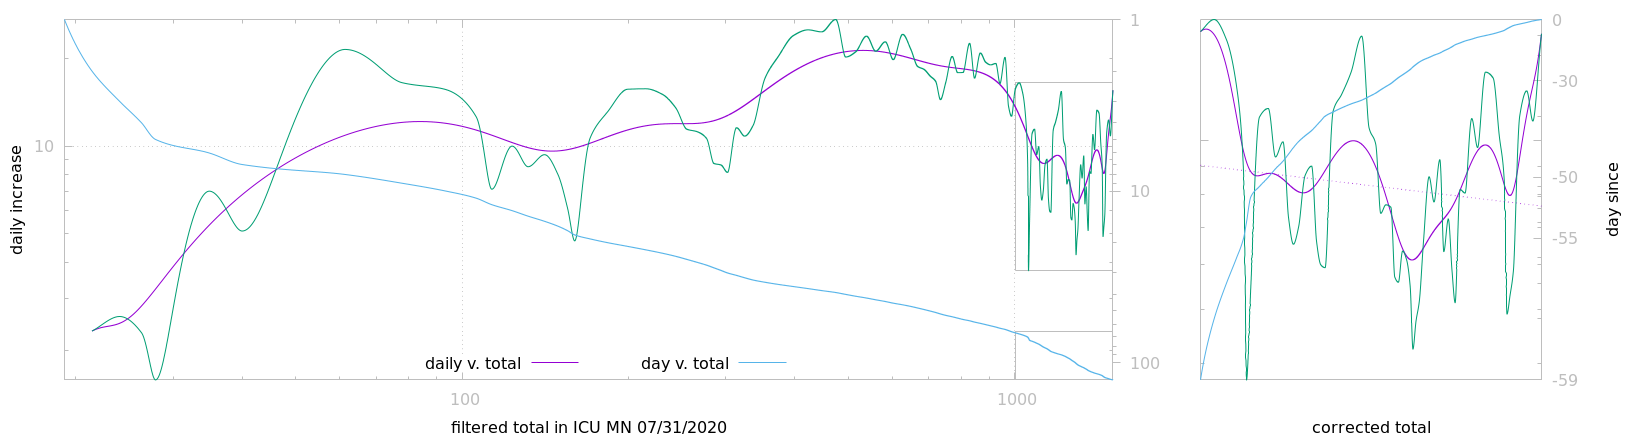 1
0
-30
10
10
-50
daily increase
day since
-55
daily v. total
day v. total
100
-59
100
1000
filtered total in ICU MN 07/31/2020
corrected total